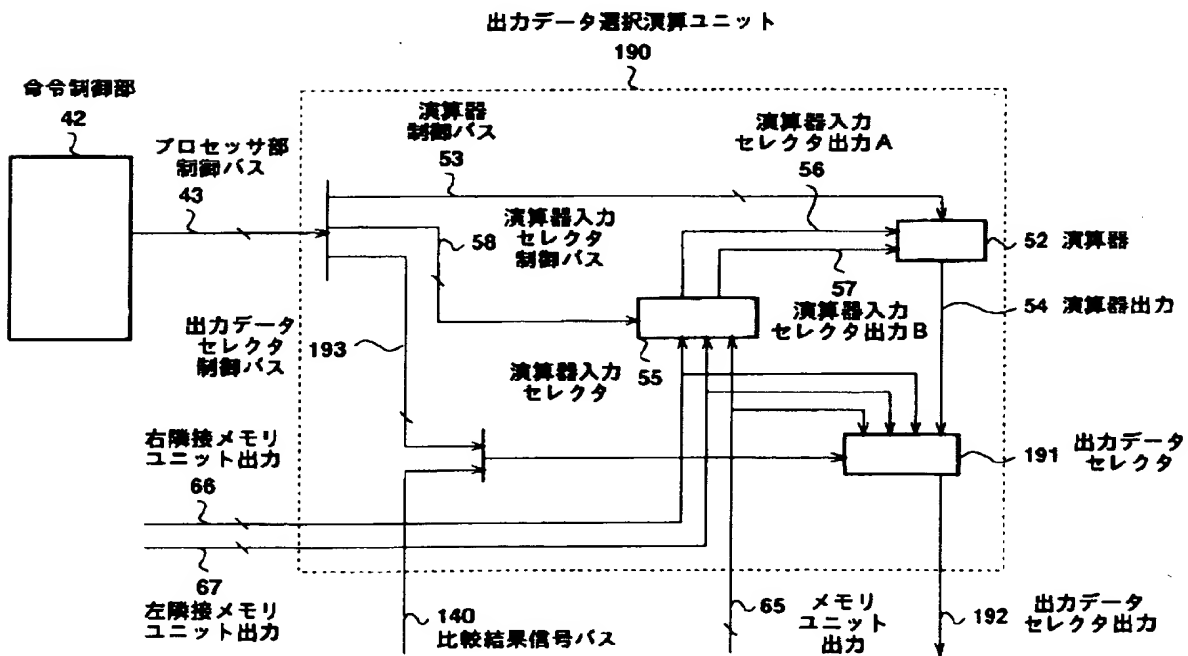 出力データ選択演算ユニット
190
命令制御部
42
プロセッサ部
制御バス
43
演算器
制御バス
53
演算器入力
セレクタ出力A
56
58
演算器入力
セレクタ
制御バス
52 演算器
57
演算器入力
セレクタ出力B
54 演算器出力
出力データ
セレクタ
制御バス
193
55
演算器入力
セレクタ
右隣接メモリ
ユニット出力
66
191 出力データ
セレクタ
67
左隣接メモリ
ユニット出力
140
比較結果信号バス
65 メモリ
ユニット
出力
192 出力データ
セレクタ出力